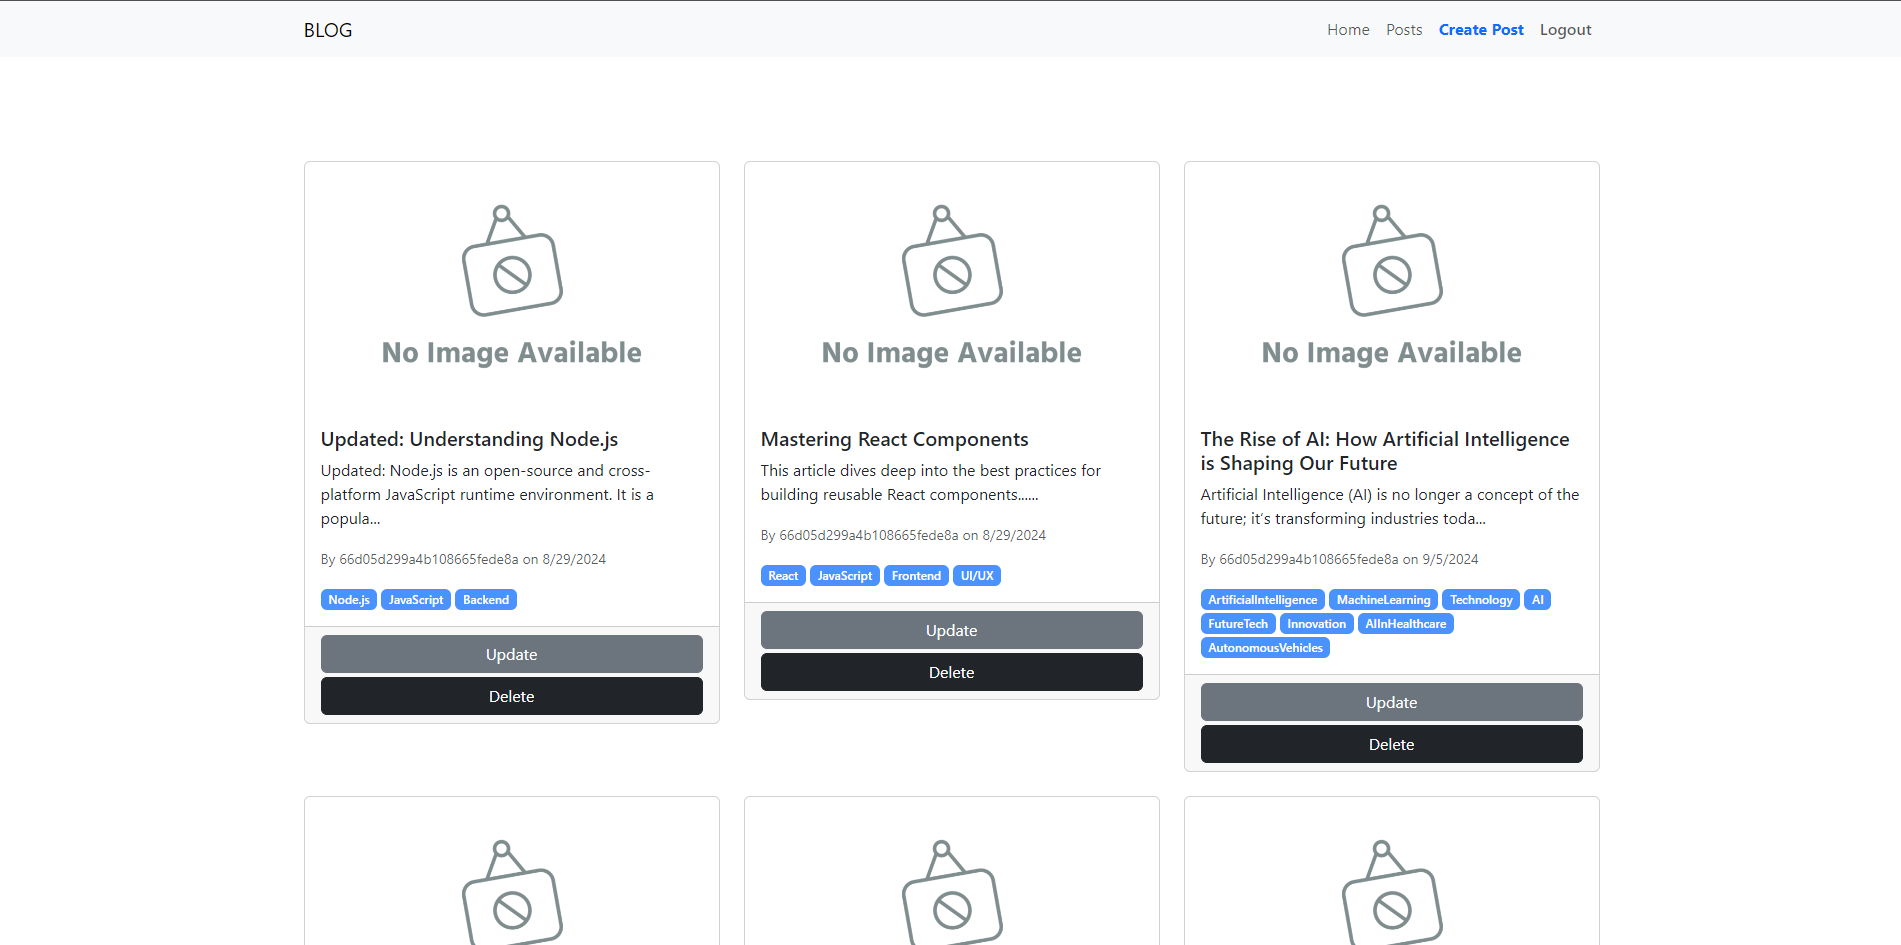 BLOG
Home Posts Create Post Logout
No Image Available
Updated: Understanding Node.js
Updated: Node.js is an open-source and cross-
platform JavaScript runtime environment. It is a
popula...
By 66d05d299a4b108665fede8a on 8/29/2024
Node.js JavaScript Backend
Update
Delete
No Image Available
Mastering React Components
This article dives deep into the best practices for
building reusable React components......
By 66d05d299a4b108665fede8a on 8/29/2024
React JavaScript Frontend UI/UX
Update
Delete
No Image Available
The Rise of AI: How Artificial Intelligence
is Shaping Our Future
Artificial Intelligence (AI) is no longer a concept of the
future; it’s transforming industries toda...
By 66d05d299a4b108665fede8a on 9/5/2024
ArtificialIntelligence MachineLearning Technology AI
FutureTech Innovation AIInHealthcare
AutonomousVehicles
Update
Delete